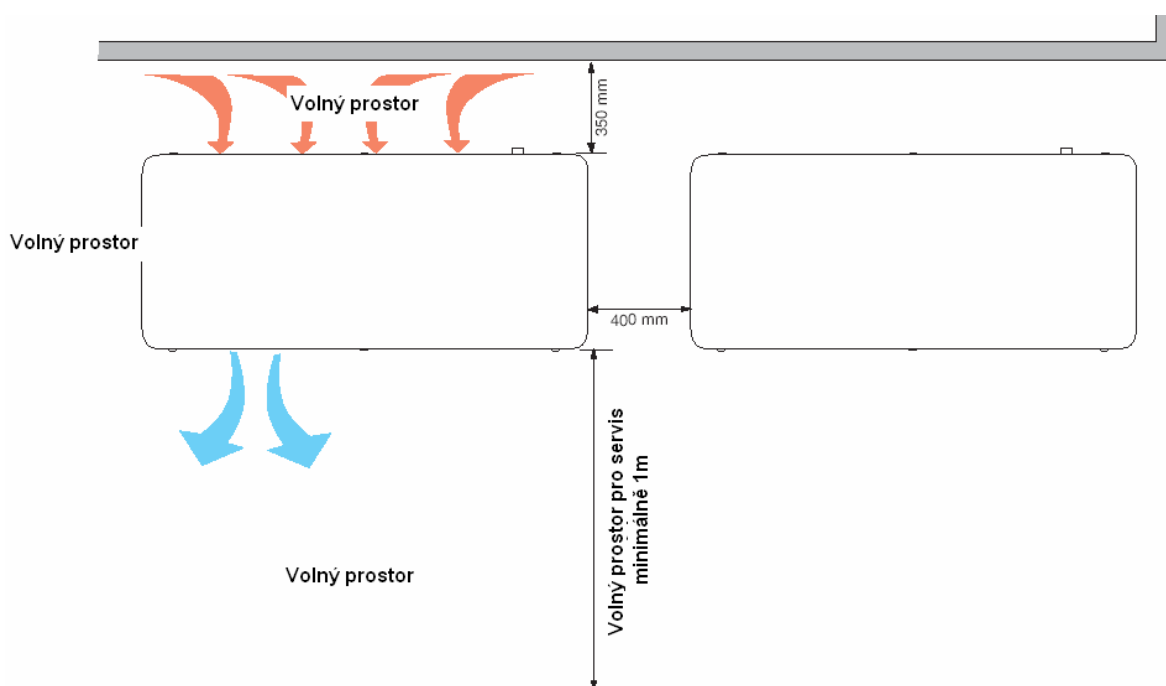 Volný prostor
350 mm
Volný prostor
400 mm
Volný prostor pro servis
minimálně 1m
Volný prostor